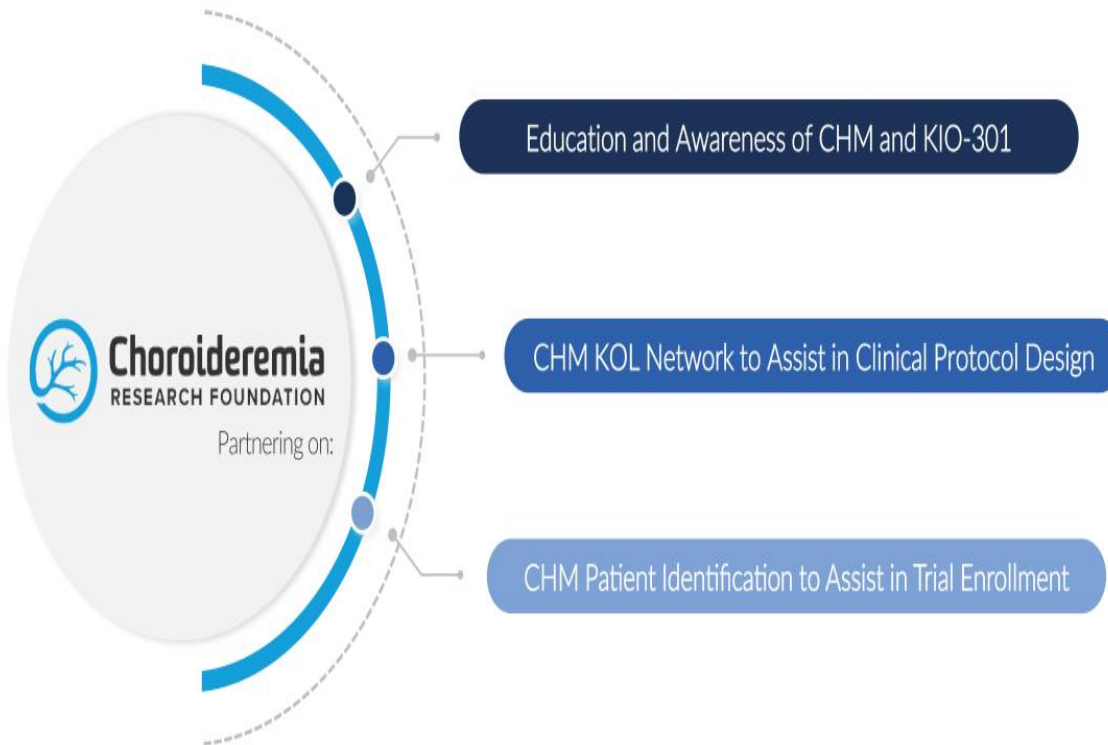 Choroideremia
RESEARCH FOUNDATION
Partnering on:
Education and Awareness of CHM and KIO-301
CHM KOL Network to Assist in Clinical Protocol Design
CHM Patient Identification to Assist in Trial Enrollment